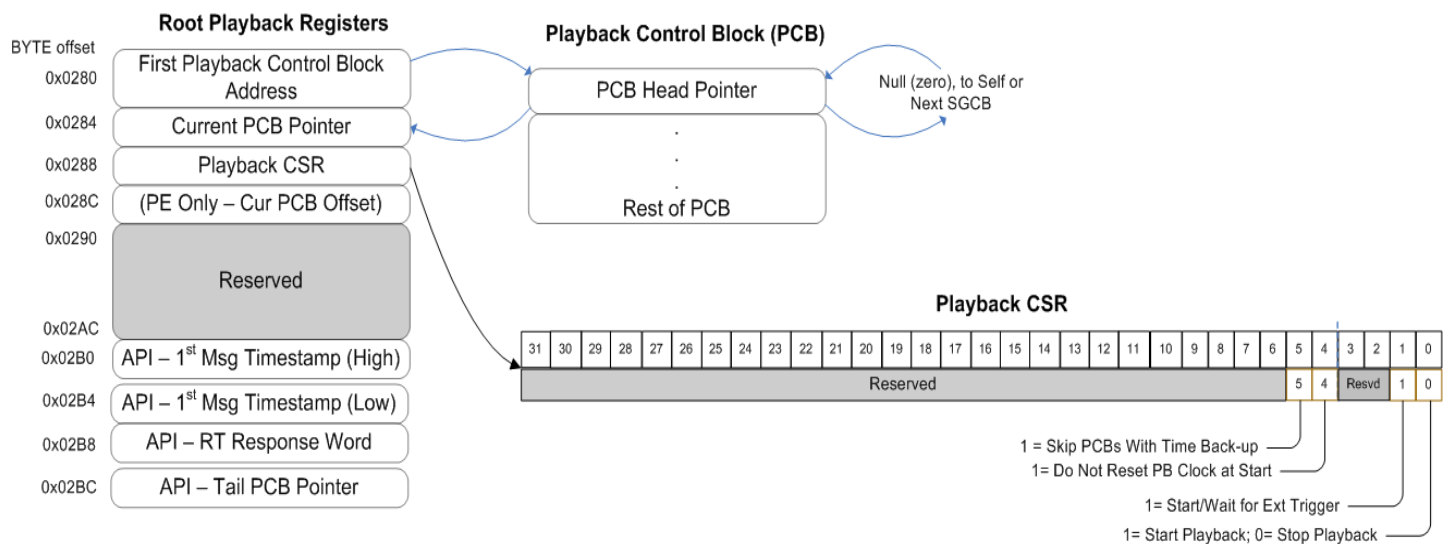 Root Playback Registers
BYTE offset
0x0280
First Playback Control Block
Address
0x0284
Current PCB Pointer
0x0288
Playback CSR
0x028C
(PE Only – Cur PCB Offset)
0x0290
Reserved
0x02AC
0x02B0
API – 1st Msg Timestamp (High)
0x02B4
API – 1st Msg Timestamp (Low)
0x02B8
API – RT Response Word
0x02BC
API – Tail PCB Pointer
Playback Control Block (PCB)
PCB Head Pointer
.
.
.
Rest of PCB
Null (zero), to Self or
Next SGCB
Playback CSR
31 30 29 28 27 26 25 24 23 22 21 20 19 18 17 16 15 14 13 12 11 10 9 8 7 6 5 4 3 2 1 0
Reserved 5 4 Resvd 1 0
1 = Skip PCBs With Time Back-up
1= Do Not Reset PB Clock at Start
1= Start/Wait for Ext Trigger
1= Start Playback; 0= Stop Playback